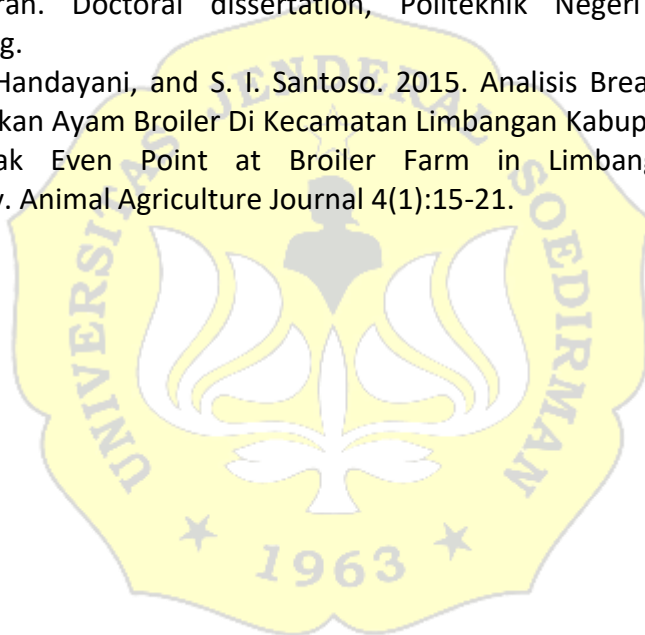 ran. Doctoral dissertation, Politeknik Negeri
g.
Handayani, and S. I. Santoso. 2015. Analisis Brea
kan Ayam Broiler Di Kecamatan Limbangan Kabup
ak Even Point at Broiler Farm in Limbang
. Animal Agriculture Journal 4(1):15-21.
UNIVERSITAS JENDERAL SOEDIRMAN
1963